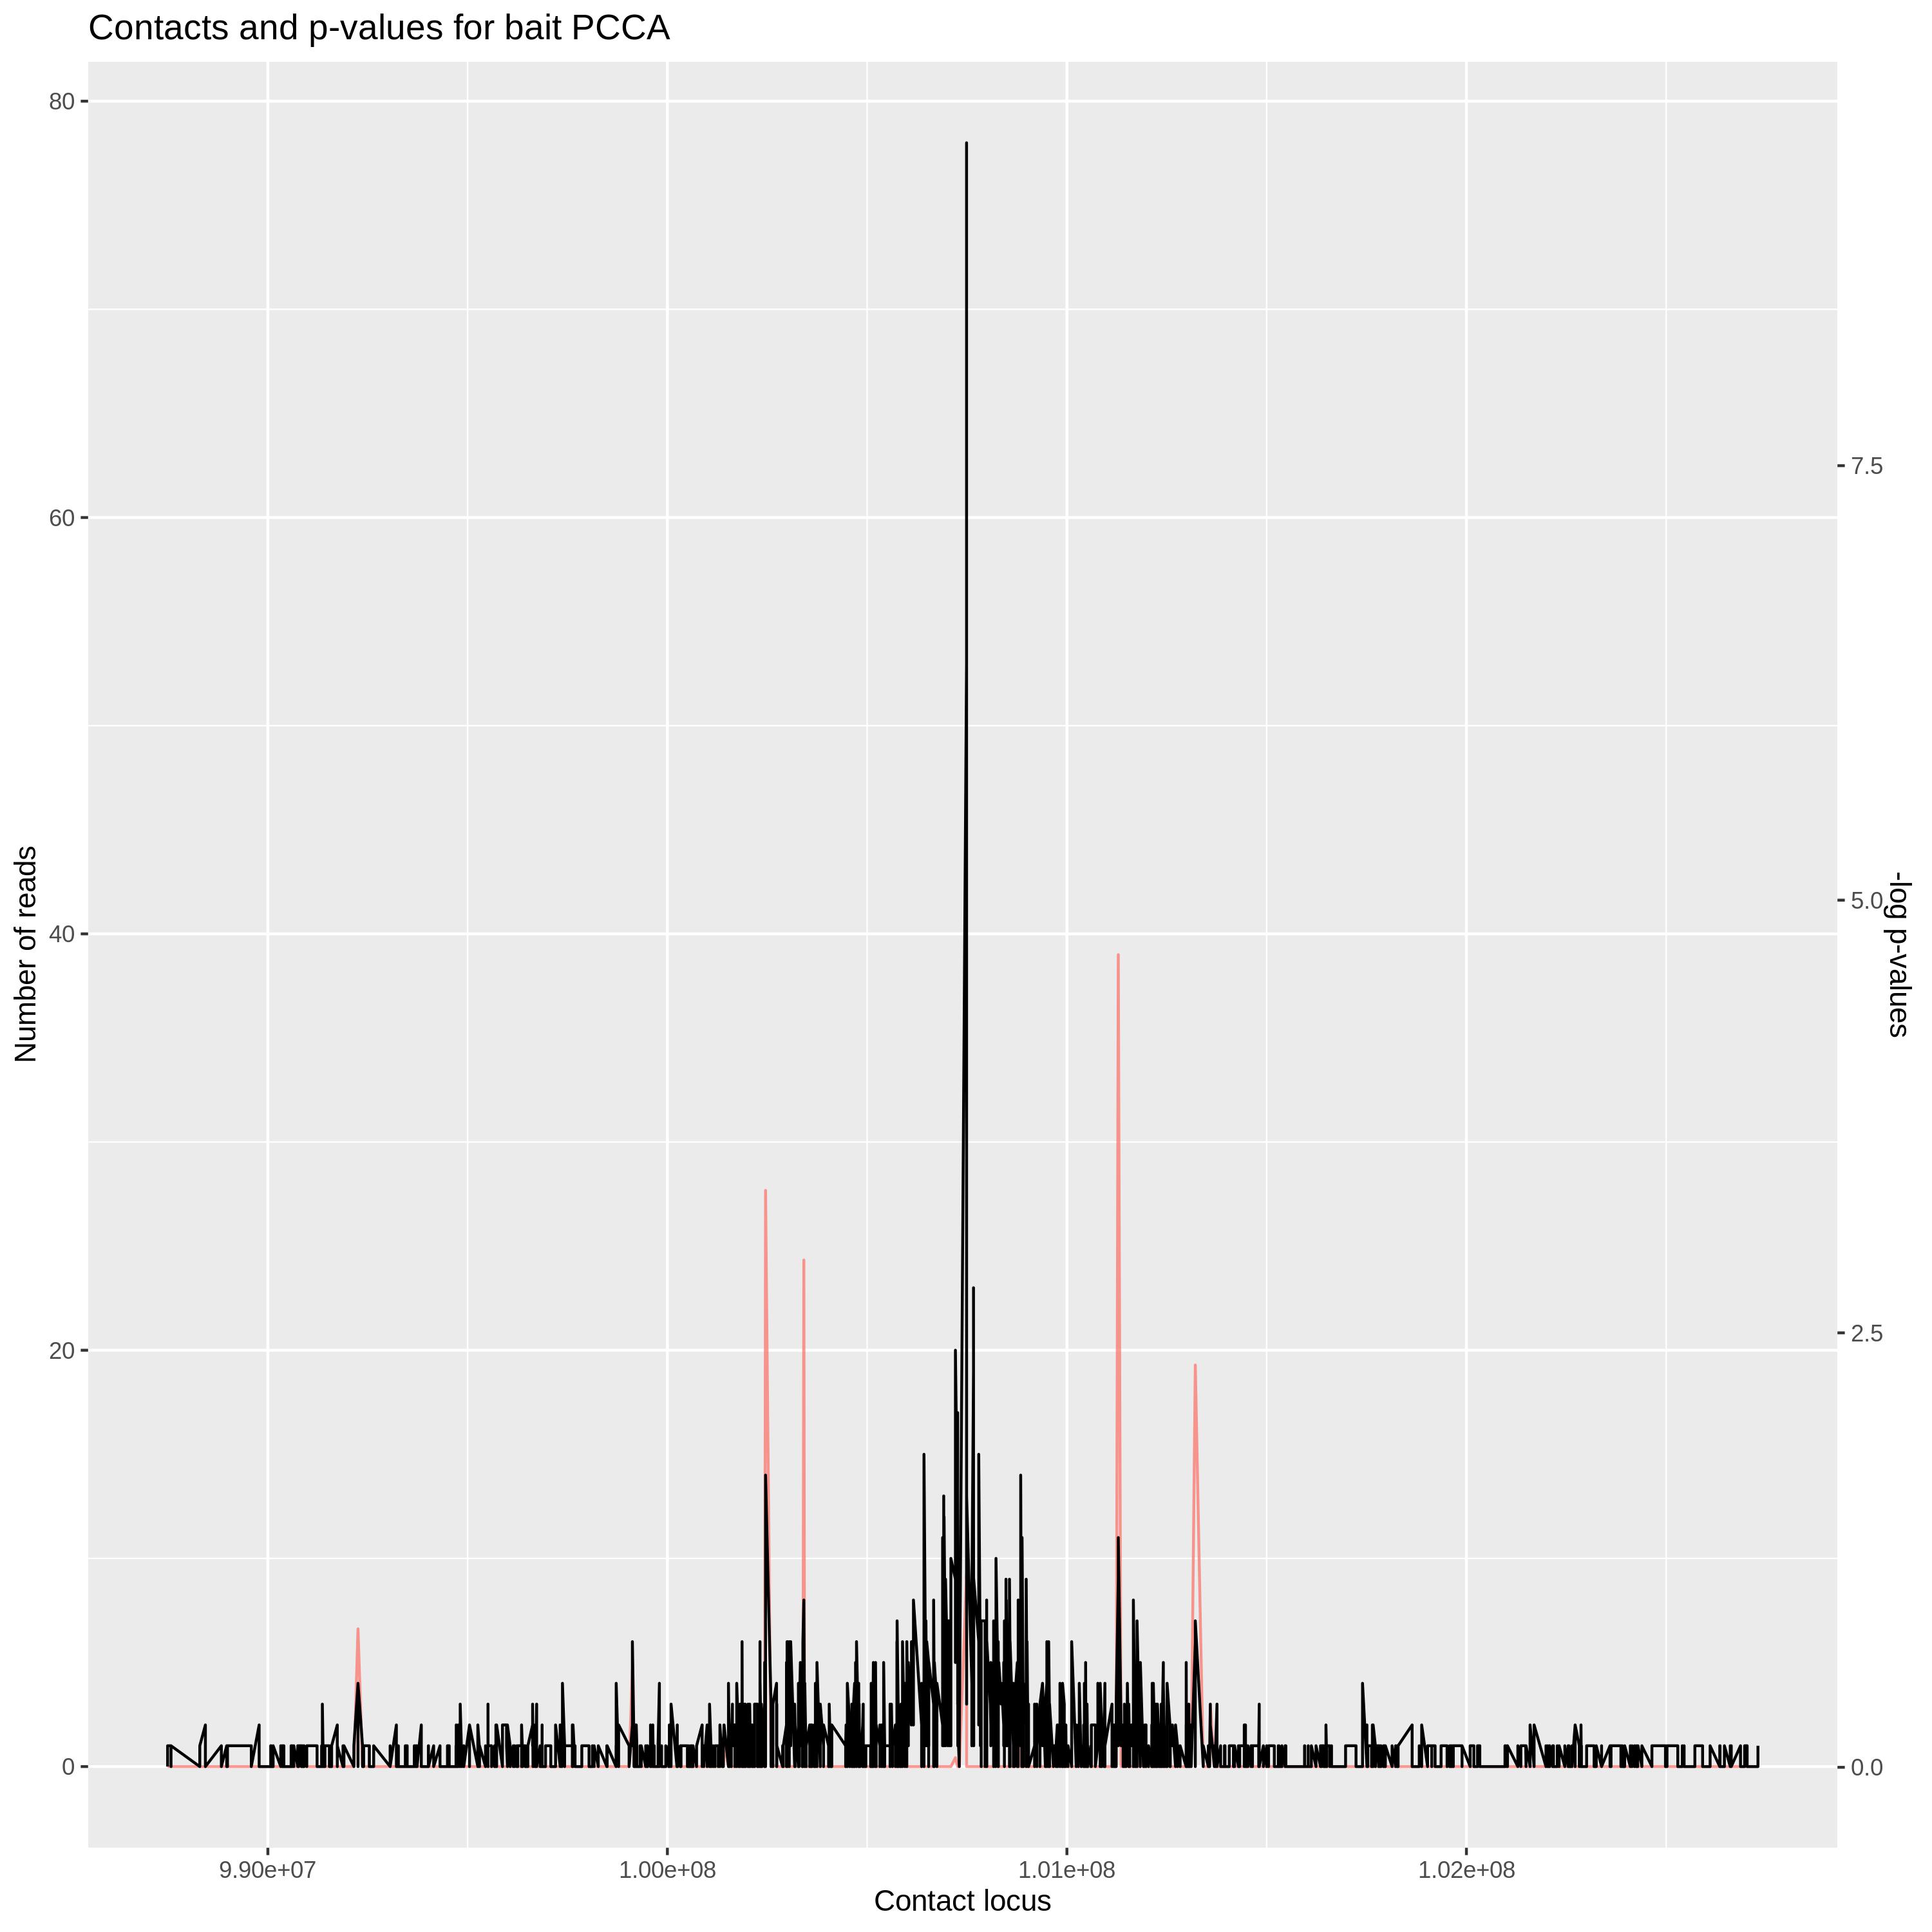 Contacts and p-values for bait PCCA
80
60
40
20
0
Number of reads
7.5
5.0
2.5
0.0
-log p-values
9.90e+07
1.00e+08
1.01e+08
1.02e+08
Contact locus